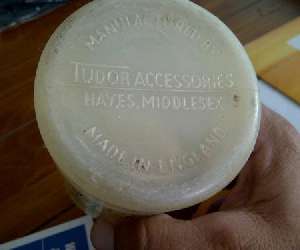 MANUFACTURED BY
TUDOR ACCESSORIES
HAYES, MIDDLESEX
MADE IN ENGLAND